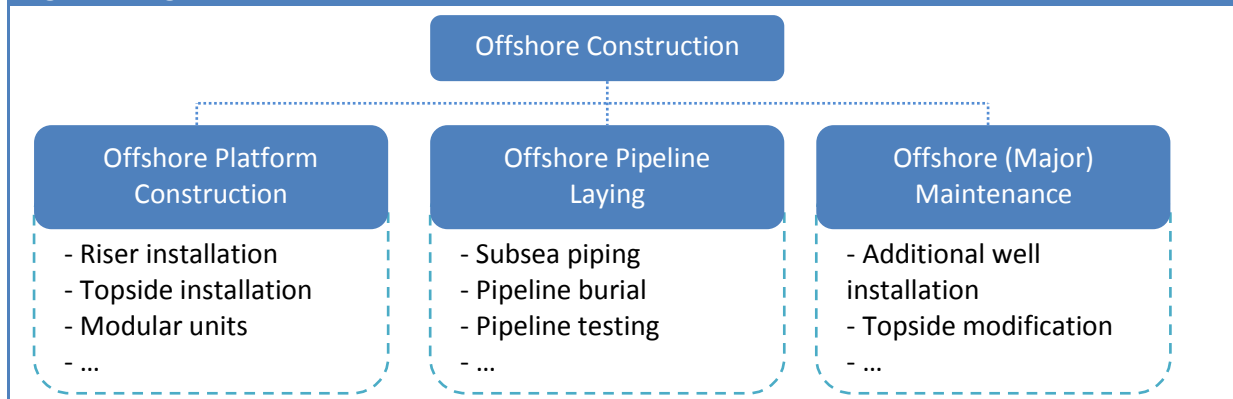 Offshore Construction
Offshore Platform
Construction
- Riser installation
- Topside installation
- Modular units
- ...
Offshore Pipeline
Laying
- Subsea piping
- Pipeline burial
- Pipeline testing
- ...
Offshore (Major)
Maintenance
- Additional well
installation
- Topside modification
- ...